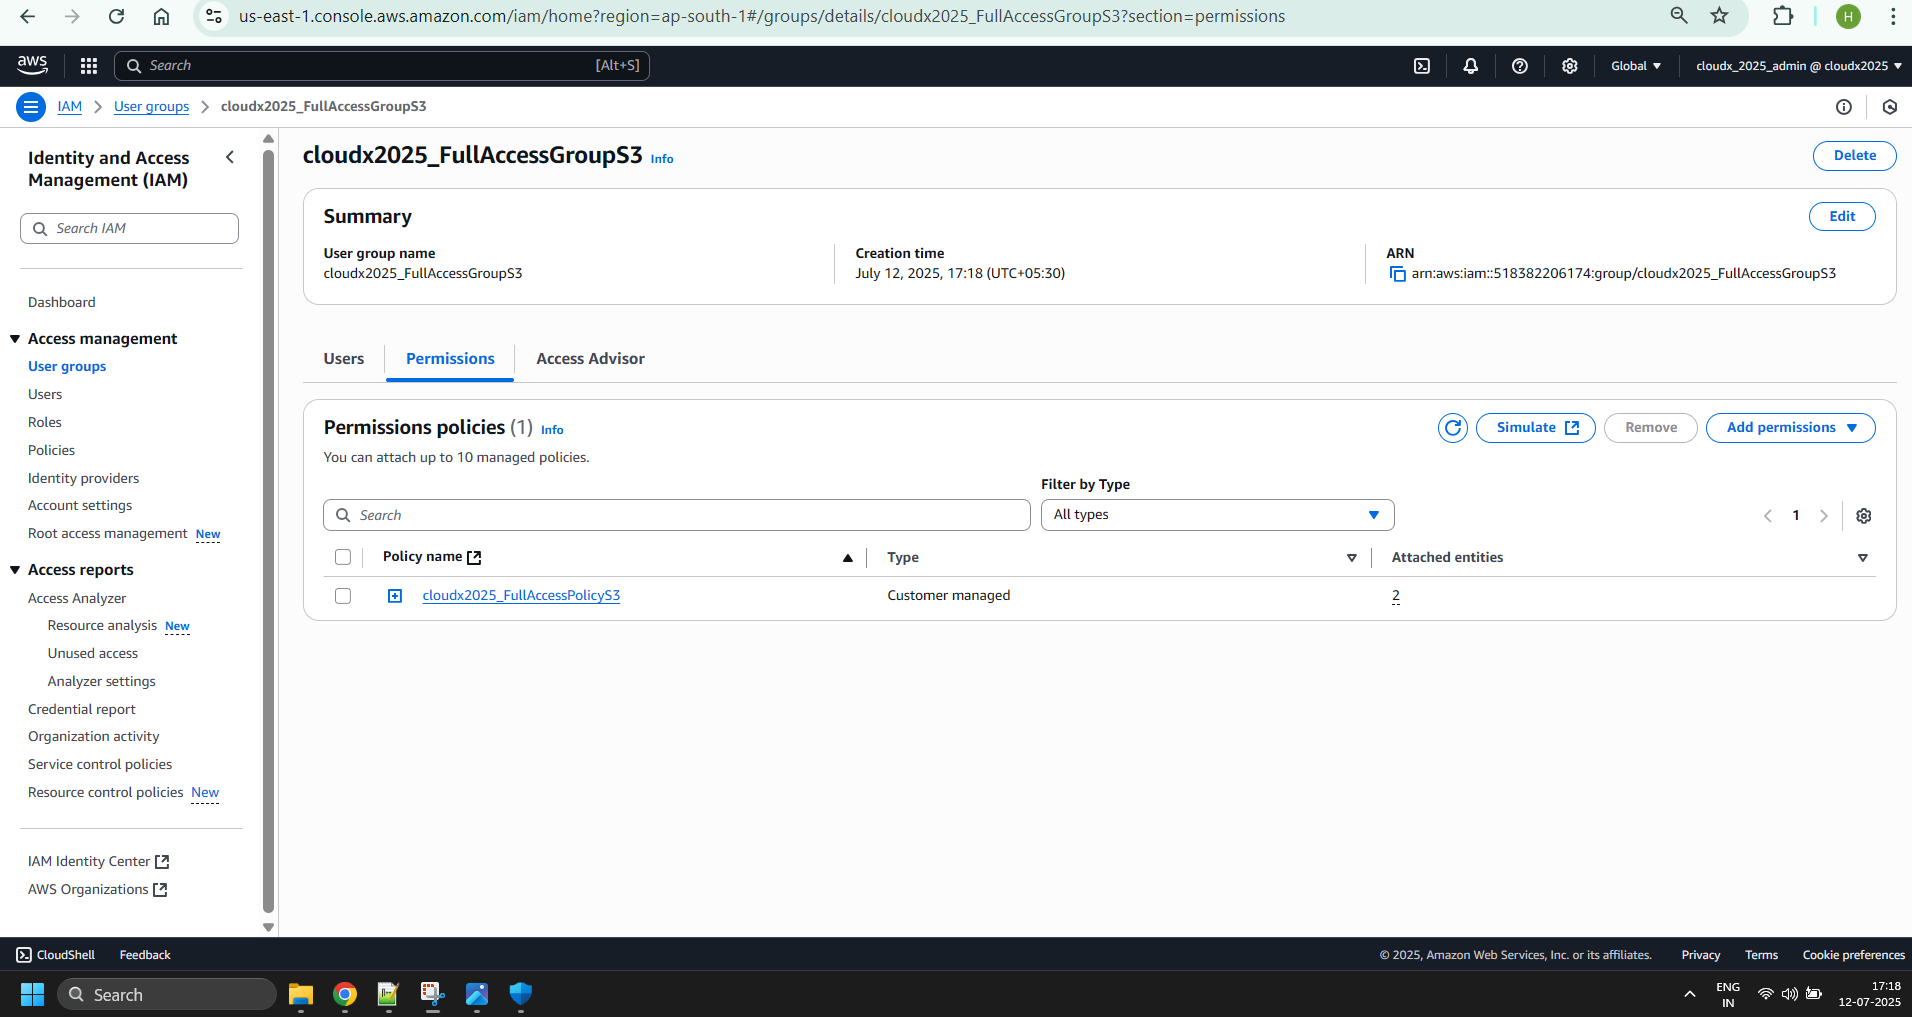 us-east-1.console.aws.amazon.com/iam/home?region=ap-south-1#/groups/details/cloudx2025_FullAccessGroupS3?section=permissions
H
aws
Search
[Alt+S]
Global
cloudx_2025_admin @ cloudx2025
IAM
User groups
cloudx2025_FullAccessGroupS3
Identity and Access
Management (IAM)
Search IAM
Dashboard
Access management
User groups
Users
Roles
Policies
Identity providers
Account settings
Root access management New
Access reports
Access Analyzer
Resource analysis New
Unused access
Analyzer settings
Credential report
Organization activity
Service control policies
Resource control policies New
IAM Identity Center
AWS Organizations
cloudx2025_FullAccessGroupS3 Info
Delete
Summary
Edit
User group name
cloudx2025_FullAccessGroupS3
Creation time
July 12, 2025, 17:18 (UTC+05:30)
ARN
arn:aws:iam::518382206174:group/cloudx2025_FullAccessGroupS3
Users
Permissions
Access Advisor
Permissions policies (1) Info
You can attach up to 10 managed policies.
Simulate
Remove
Add permissions
Filter by Type
Search
All types
1
Policy name
Type
Attached entities
cloudx2025_FullAccessPolicyS3
Customer managed
2
CloudShell
Feedback
© 2025, Amazon Web Services, Inc. or its affiliates.
Privacy
Terms
Cookie preferences
Search
ENG
IN
17:18
12-07-2025